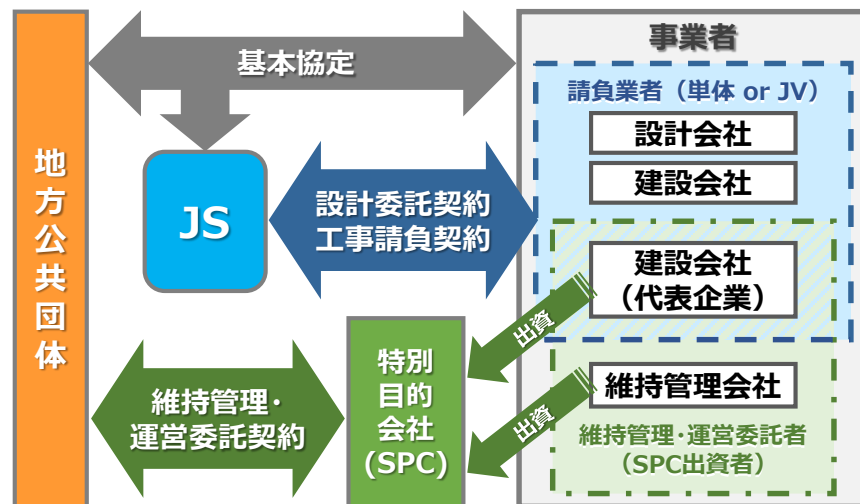 地方公共団体
基本協定
JS
設計委託契約
工事請負契約
維持管理・
運営委託契約
特別
目的
会社
(SPC)
出資
出資
事業者
請負業者（単体 or JV）
設計会社
建設会社
建設会社
（代表企業）
維持管理会社
維持管理・運営委託者
（SPC出資者）